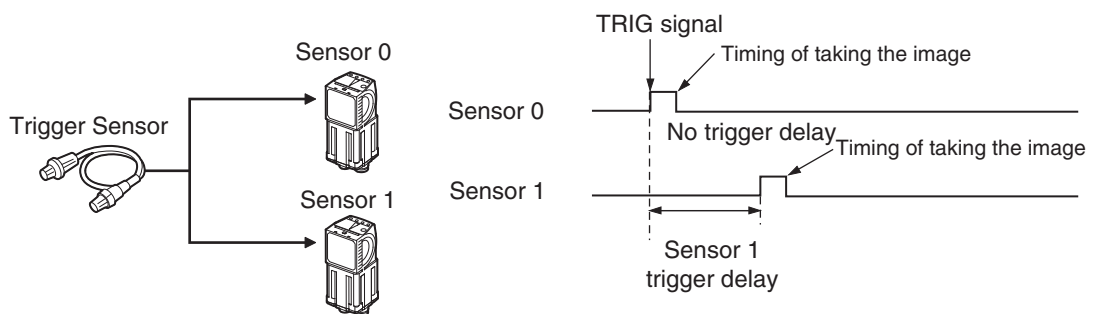 Sensor 0
Trigger Sensor
Sensor 1
TRIG signal
Timing of taking the image
Sensor 0
No trigger delay
Timing of taking the image
Sensor 1
Sensor 1
trigger delay